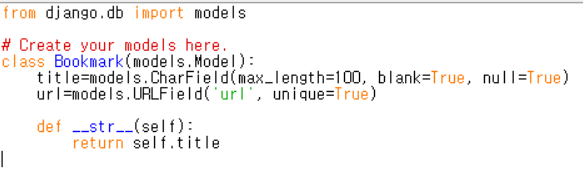 from django.db import models

# Create your models here.
class Bookmark(models.Model):
    title=models.CharField(max_length=100, blank=True, null=True)
    url=models.URLField('url', unique=True)

    def __str__(self):
        return self.title